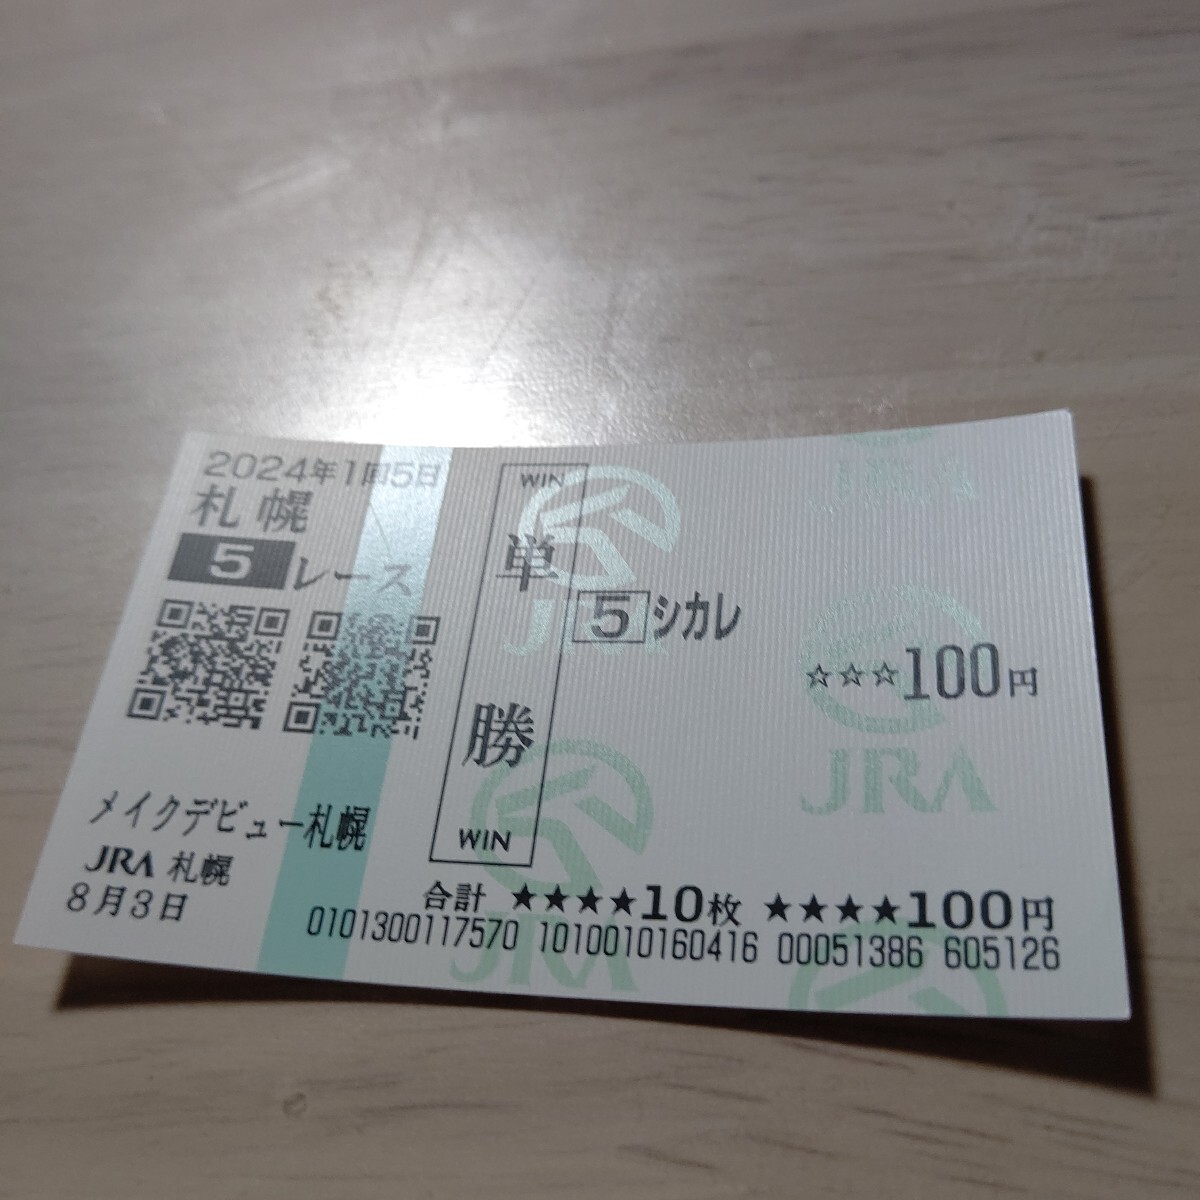 2024年1回5日
札幌
5レース
メイクデビュー札幌
JRA 札幌
8月3日
WIN
単勝
WIN
5 シカレ
☆☆☆100円
合計 ★★★★10枚 ★★★★100円
0101300117570 1010010160416 00051386 605126
JRA
JRA
JRA
JRA